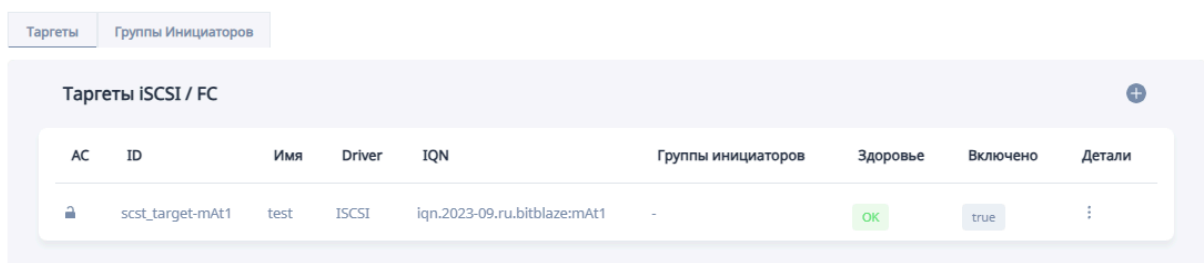 Таргеты Группы Инициаторов
Таргеты iSCSI / FC
AC ID Имя Driver IQN Группы инициаторов Здоровье Включено Детали
scst_target-mAt1 test ISCSI iqn.2023-09.ru.bitblaze:mAt1 - OK true